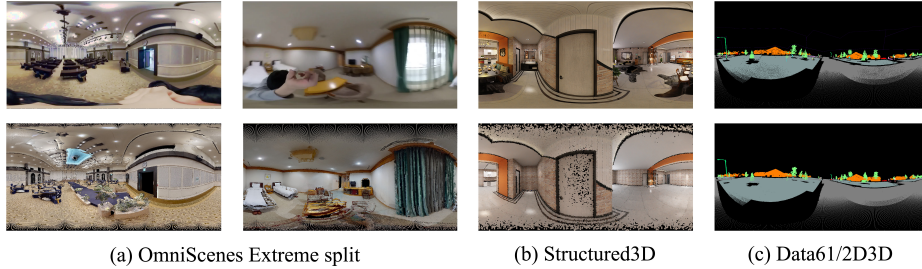 (a) OmniScenes Extreme split
(b) Structured3D
(c) Data61/2D3D